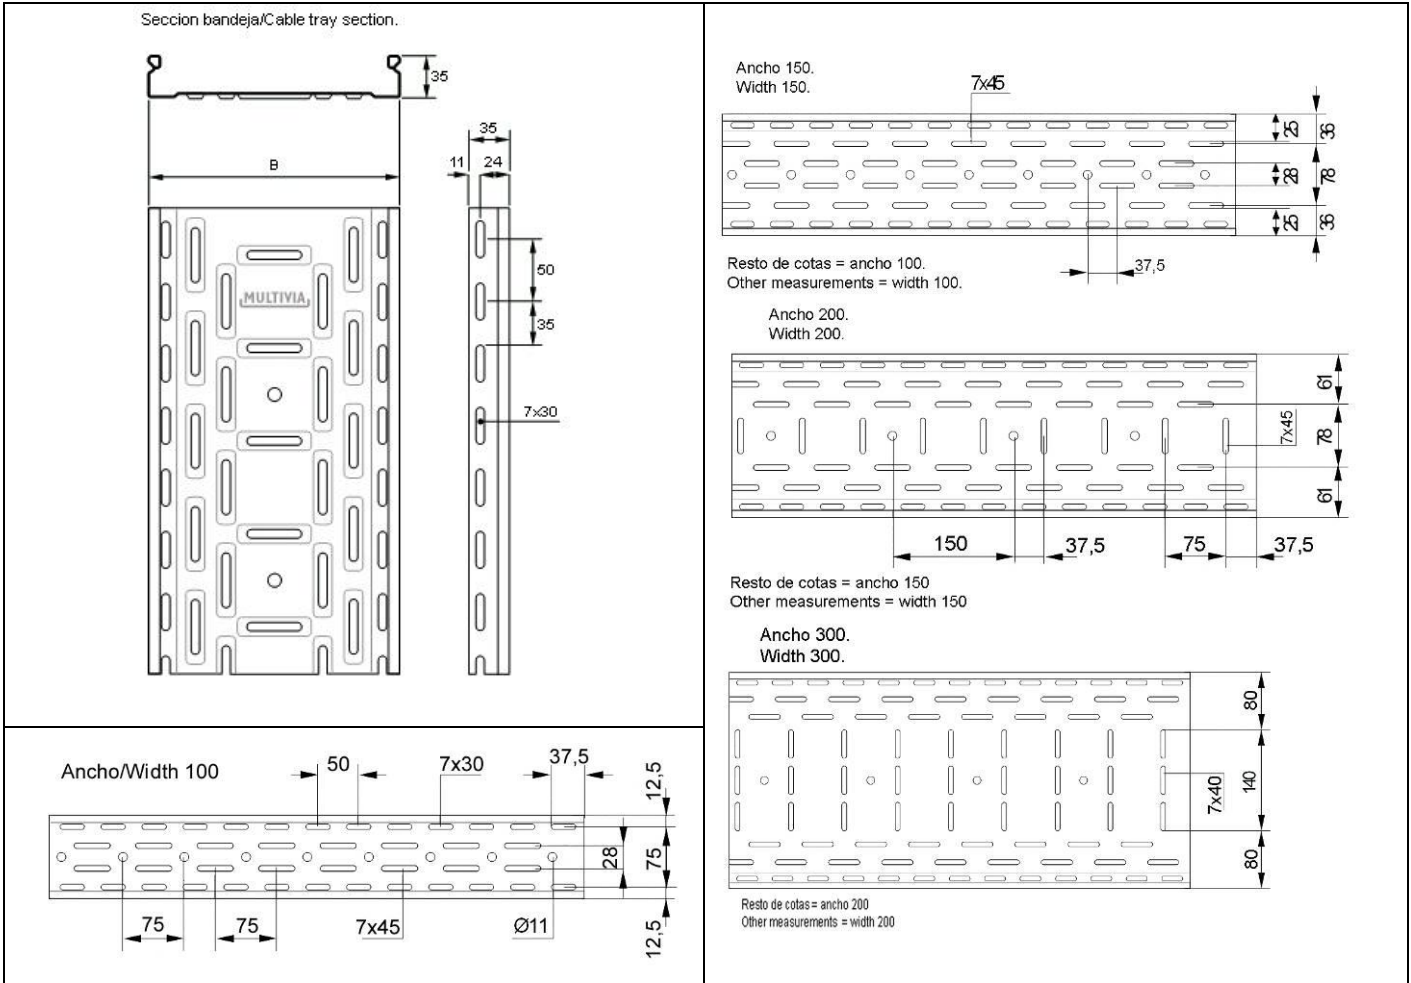 Seccion bandeja/Cable tray section.
35
B
35
11
24
50
35
MULTIVIA
7x30
Ancho/Width 100
50
7x30
37,5
12,5
28
75
75
75
7x45
Ø11
12,5
Ancho 150.
Width 150.
7x45
25
36
28
78
25
36
37,5
Resto de cotas = ancho 100.
Other measurements = width 100.
Ancho 200.
Width 200.
61
7x45
78
61
150
37,5
75
37,5
Resto de cotas = ancho 150
Other measurements = width 150
Ancho 300.
Width 300.
80
7x40
140
80
Resto de cotas = ancho 200
Other measurements = width 200